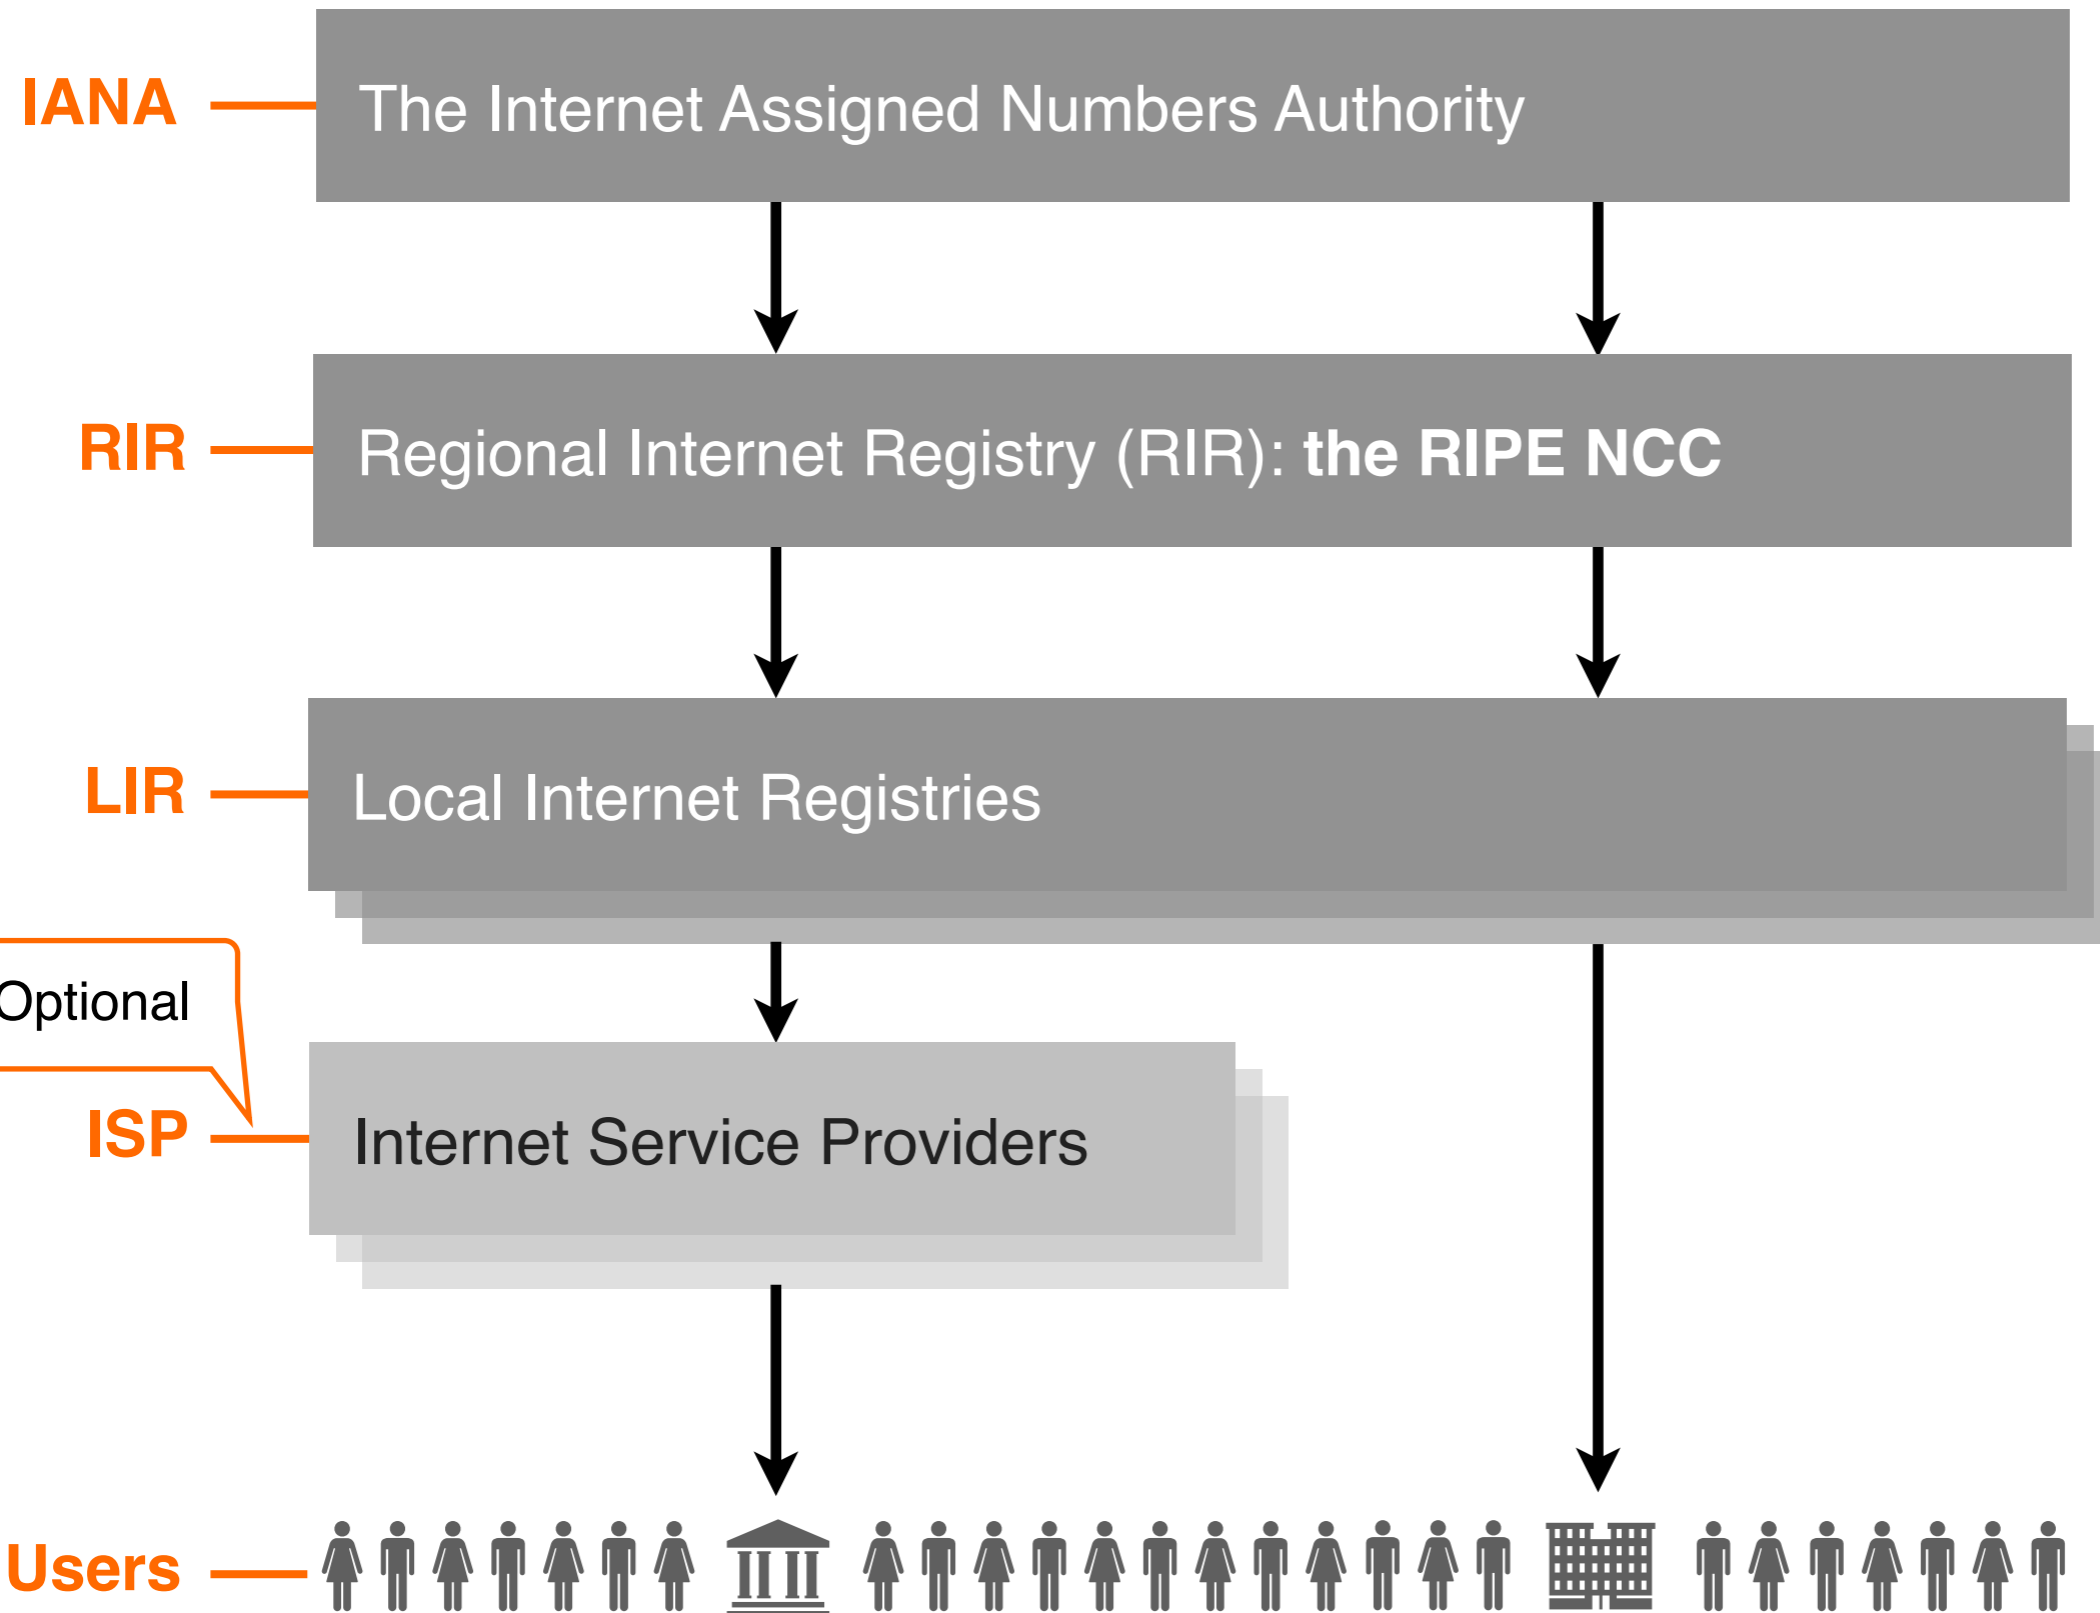 IANA
The Internet Assigned Numbers Authority
RIR
Regional Internet Registry (RIR): the RIPE NCC
LIR
Local Internet Registries
Optional
ISP
Internet Service Providers
Users